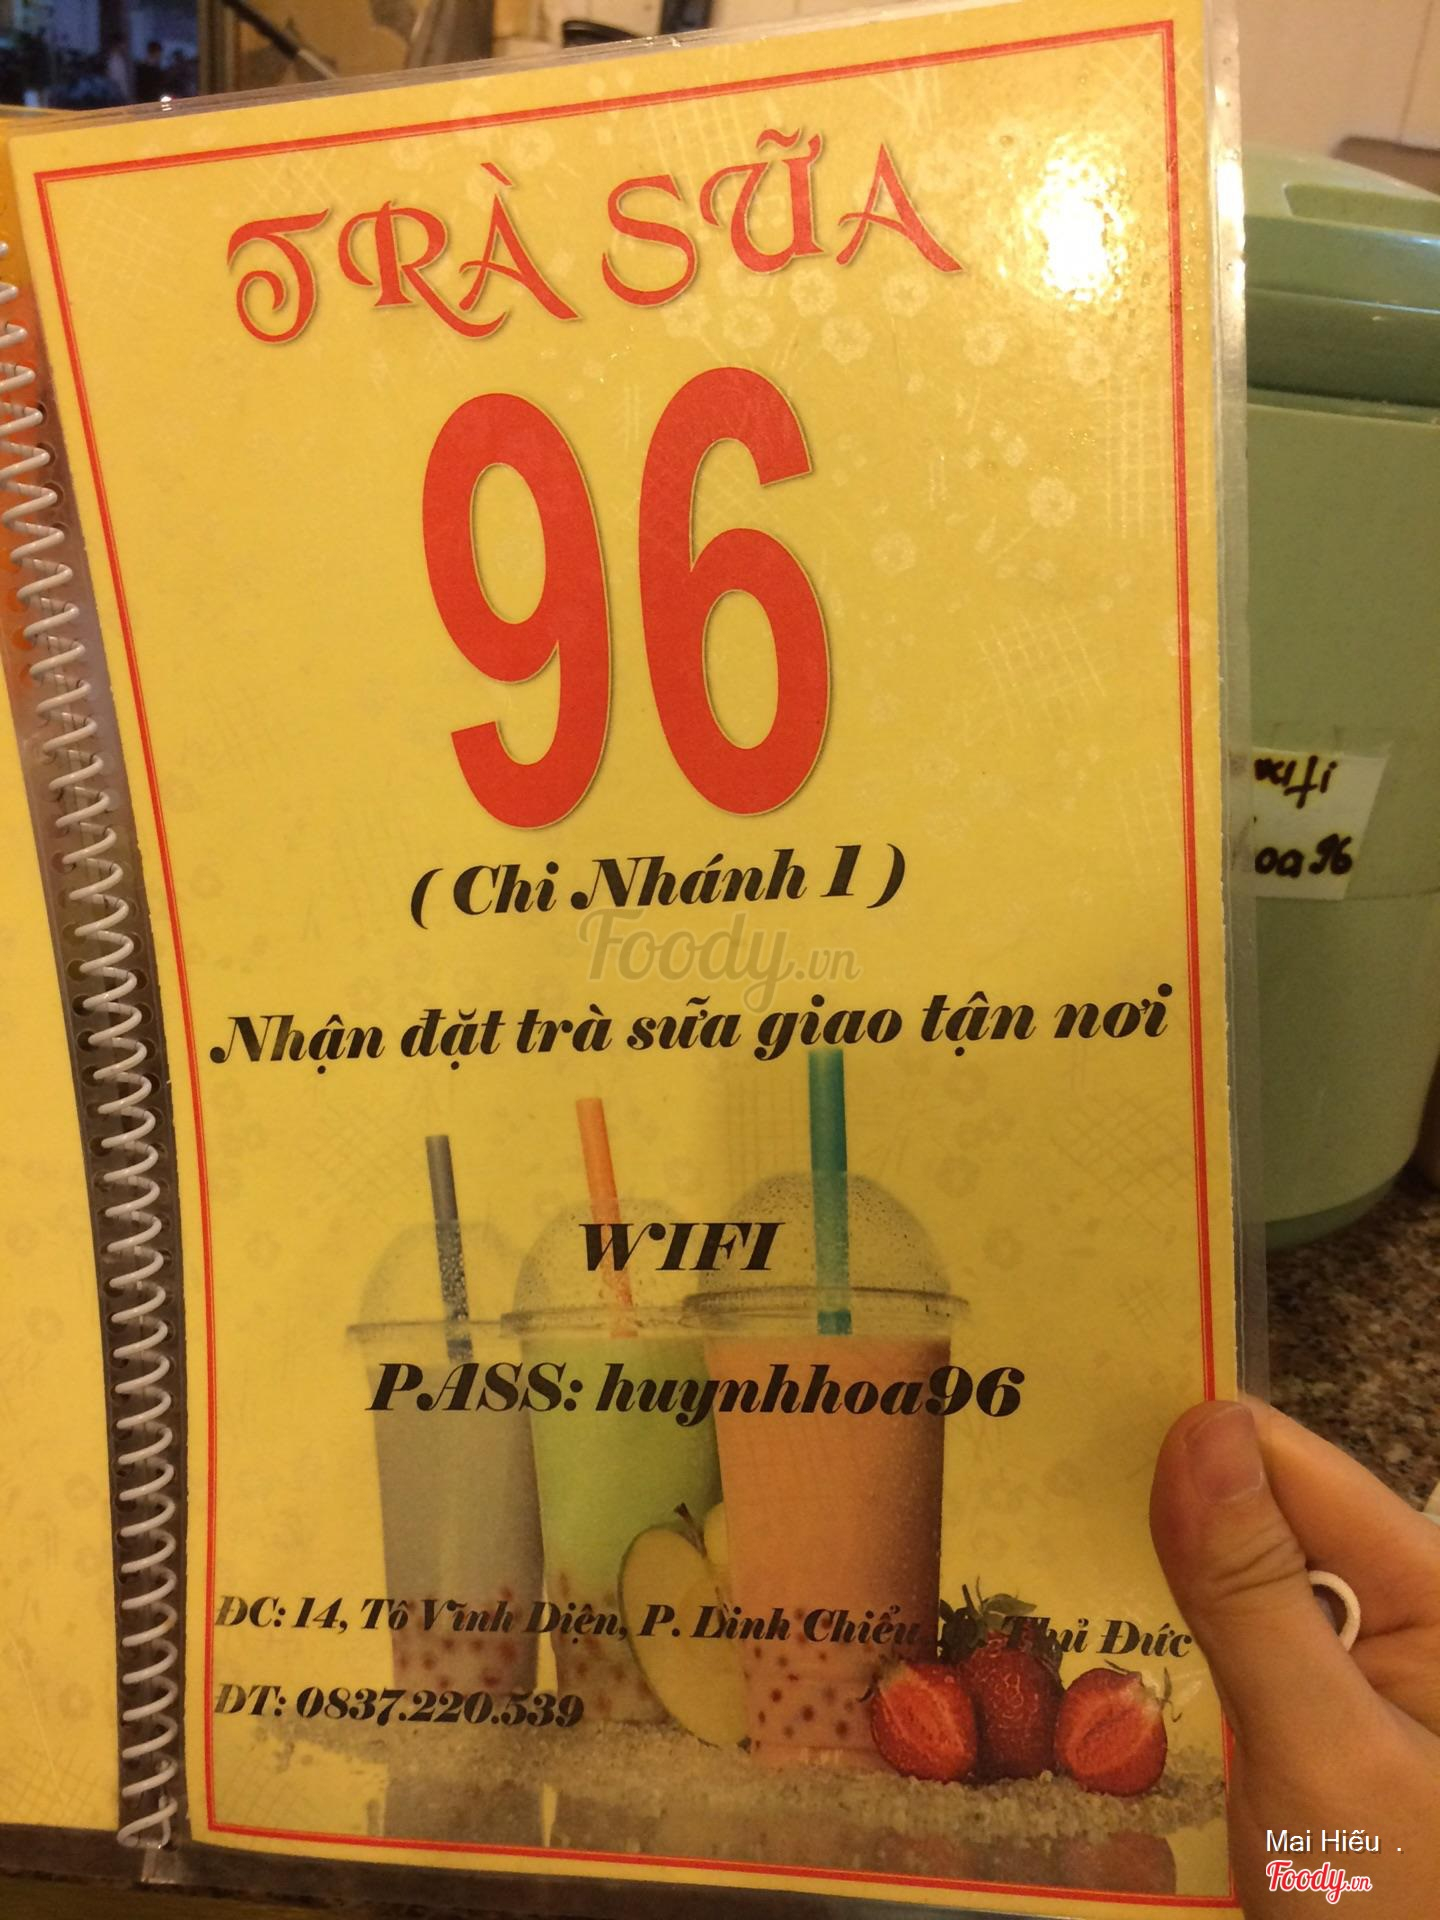 TRÀ SỮA
96
( Chi Nhánh 1 )
Foody.vn
Nhận đặt trà sữa giao tận nơi
WIFI
PASS: huynhhoa96
ĐC: 14, Tô Vĩnh Diện, P. Linh Chiểu, Q. Thủ Đức
ĐT: 0837.220.539
oa96
Mai Hiếu .
Foody.vn